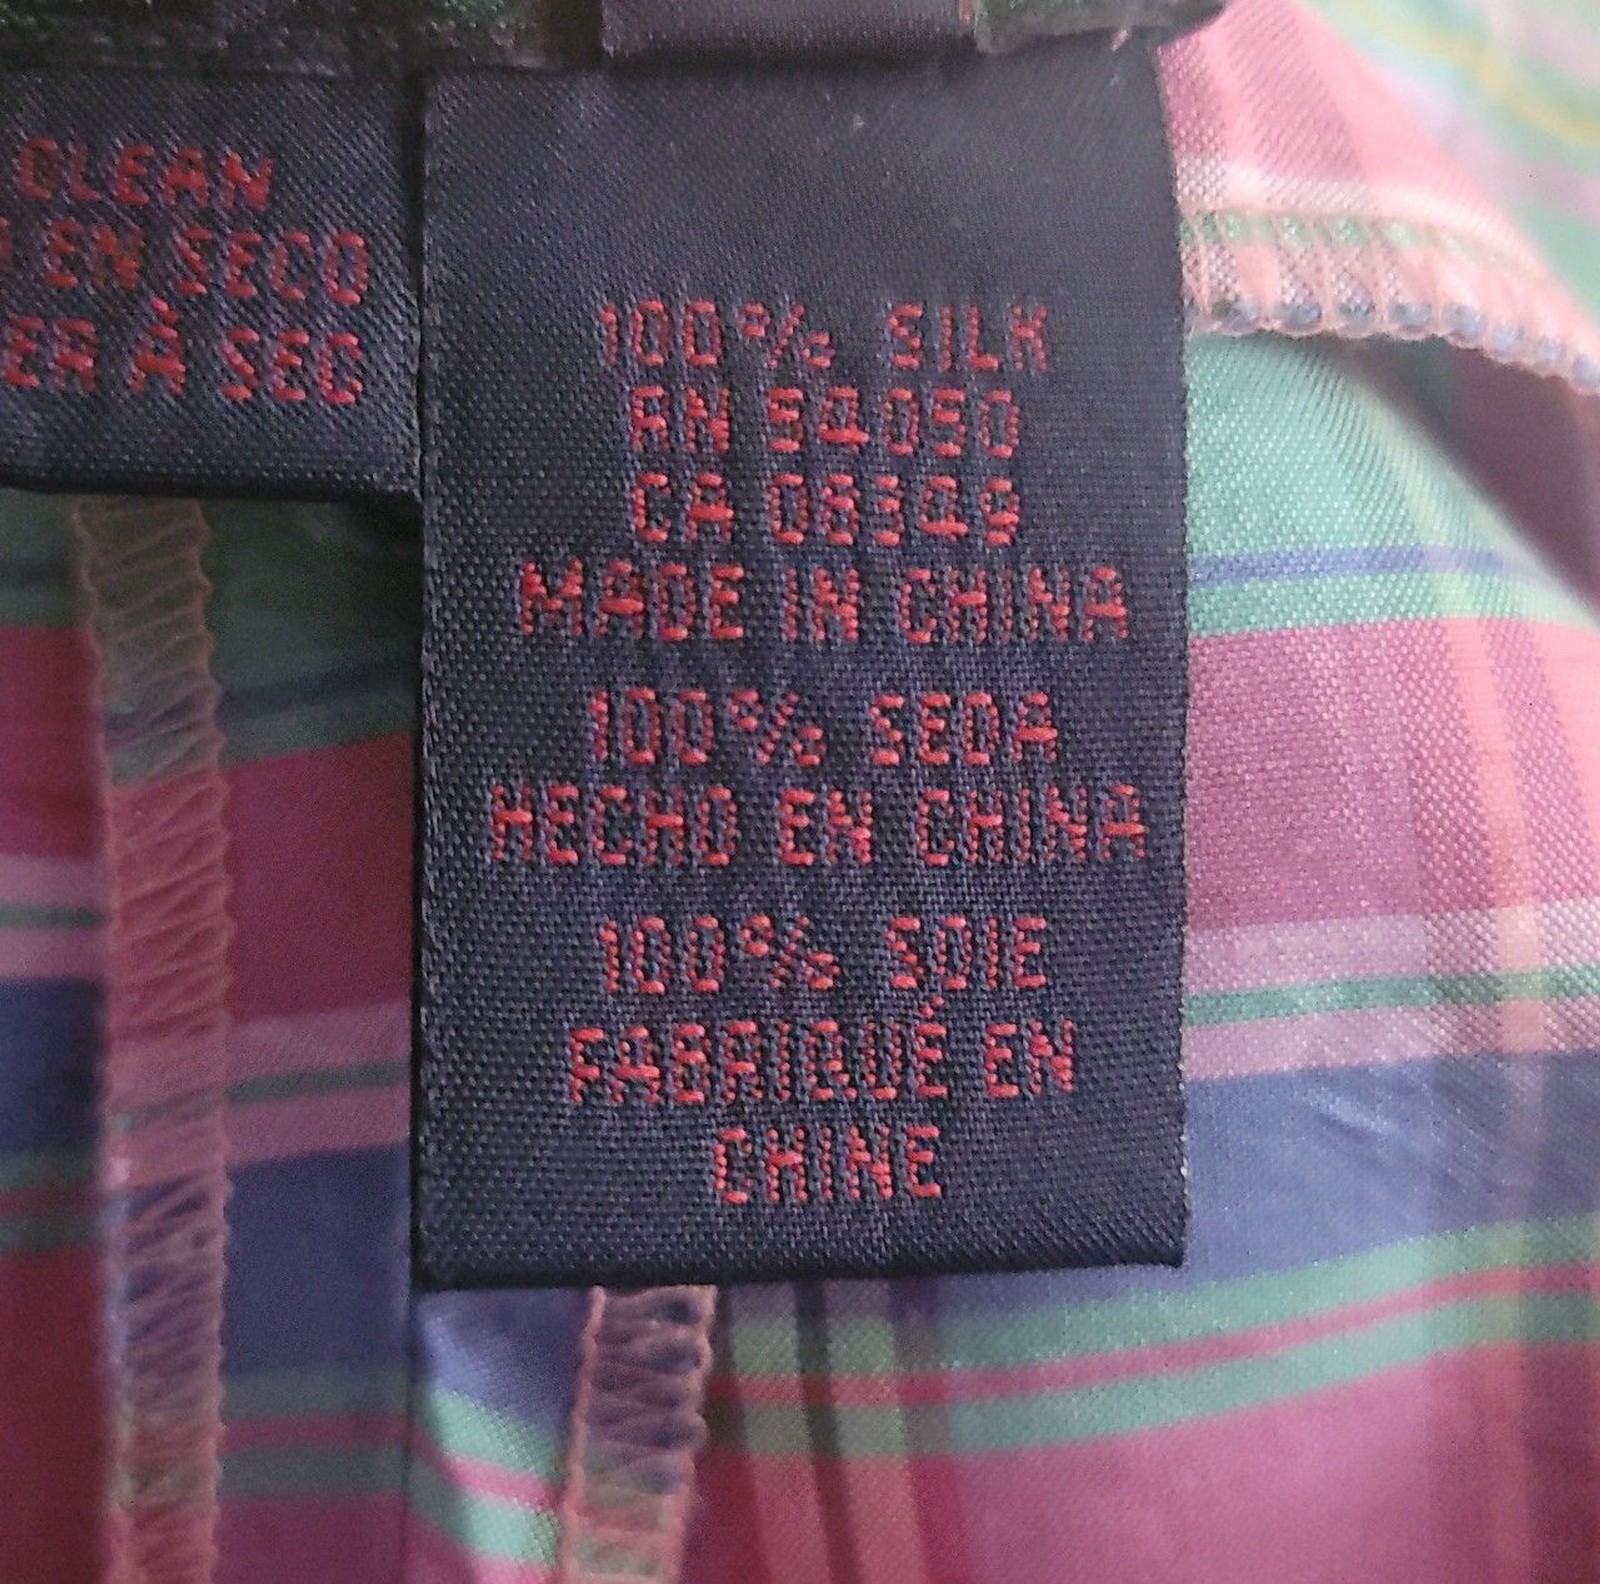 CLEAN
EN SECO
À SEC
100% SILK
RN 54050
CA 08349
MADE IN CHINA
100% SEDA
HECHO EN CHINA
100% SOIE
FABRIQUÉ EN
CHINE